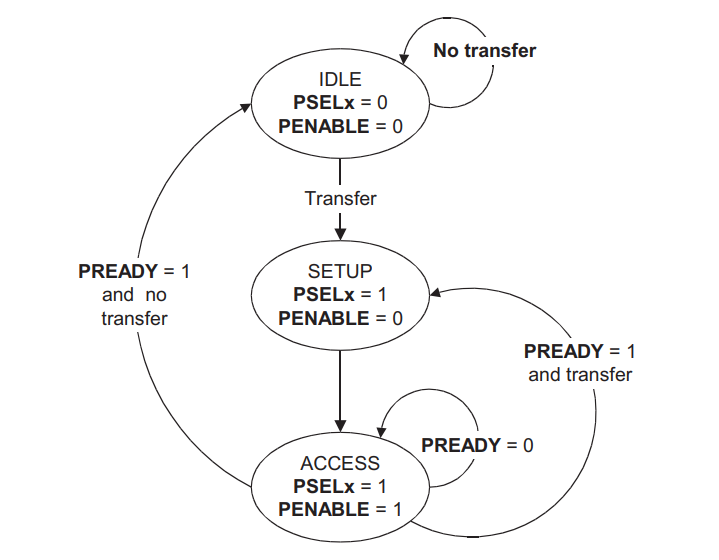 No transfer
IDLE
PSELx = 0
PENABLE = 0
Transfer
SETUP
PSELx = 1
PENABLE = 0
PREADY = 1
and no
transfer
PREADY = 1
and transfer
PREADY = 0
ACCESS
PSELx = 1
PENABLE = 1